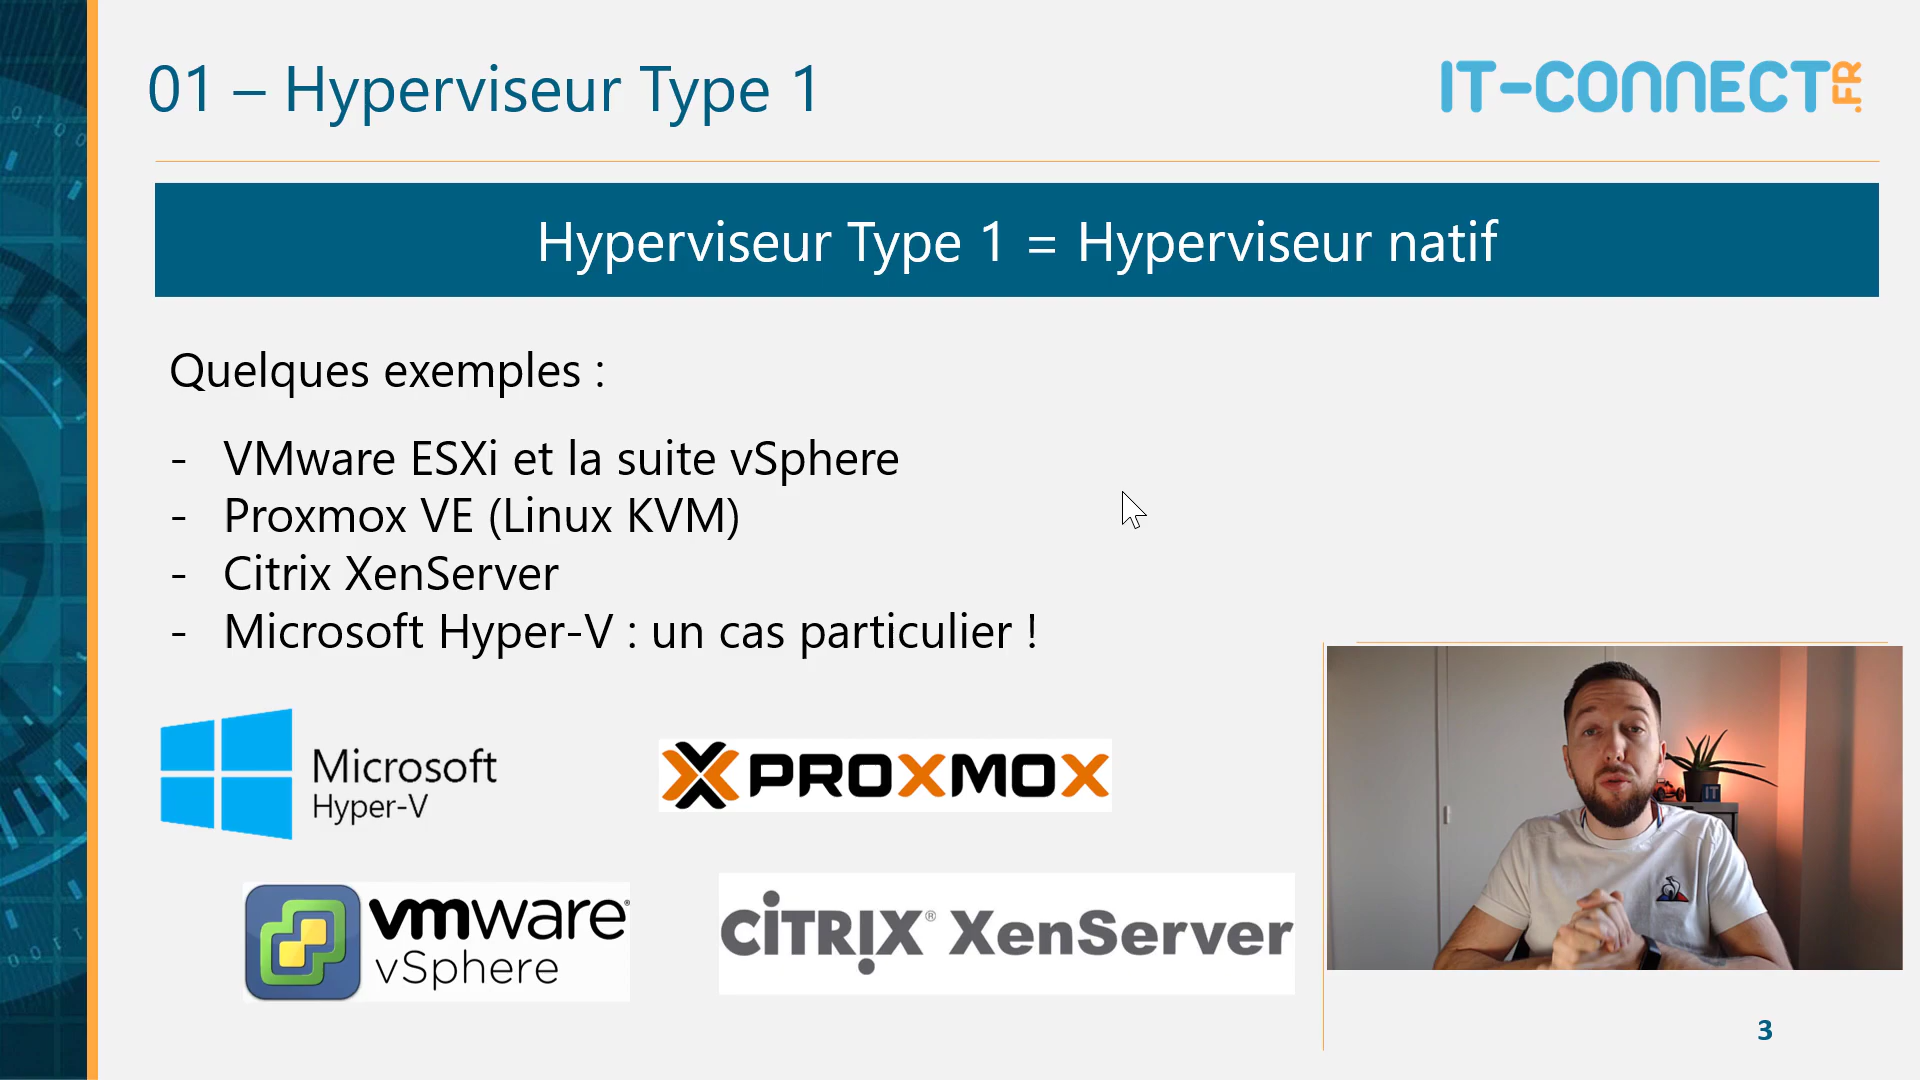 01 – Hyperviseur Type 1
IT-CONNECT.FR
Hyperviseur Type 1 = Hyperviseur natif
Quelques exemples :
- VMware ESXi et la suite vSphere
- Proxmox VE (Linux KVM)
- Citrix XenServer
- Microsoft Hyper-V : un cas particulier !
Microsoft
Hyper-V
PROXMOX
vmware®
vSphere
CITRIX® XenServer
IT
3